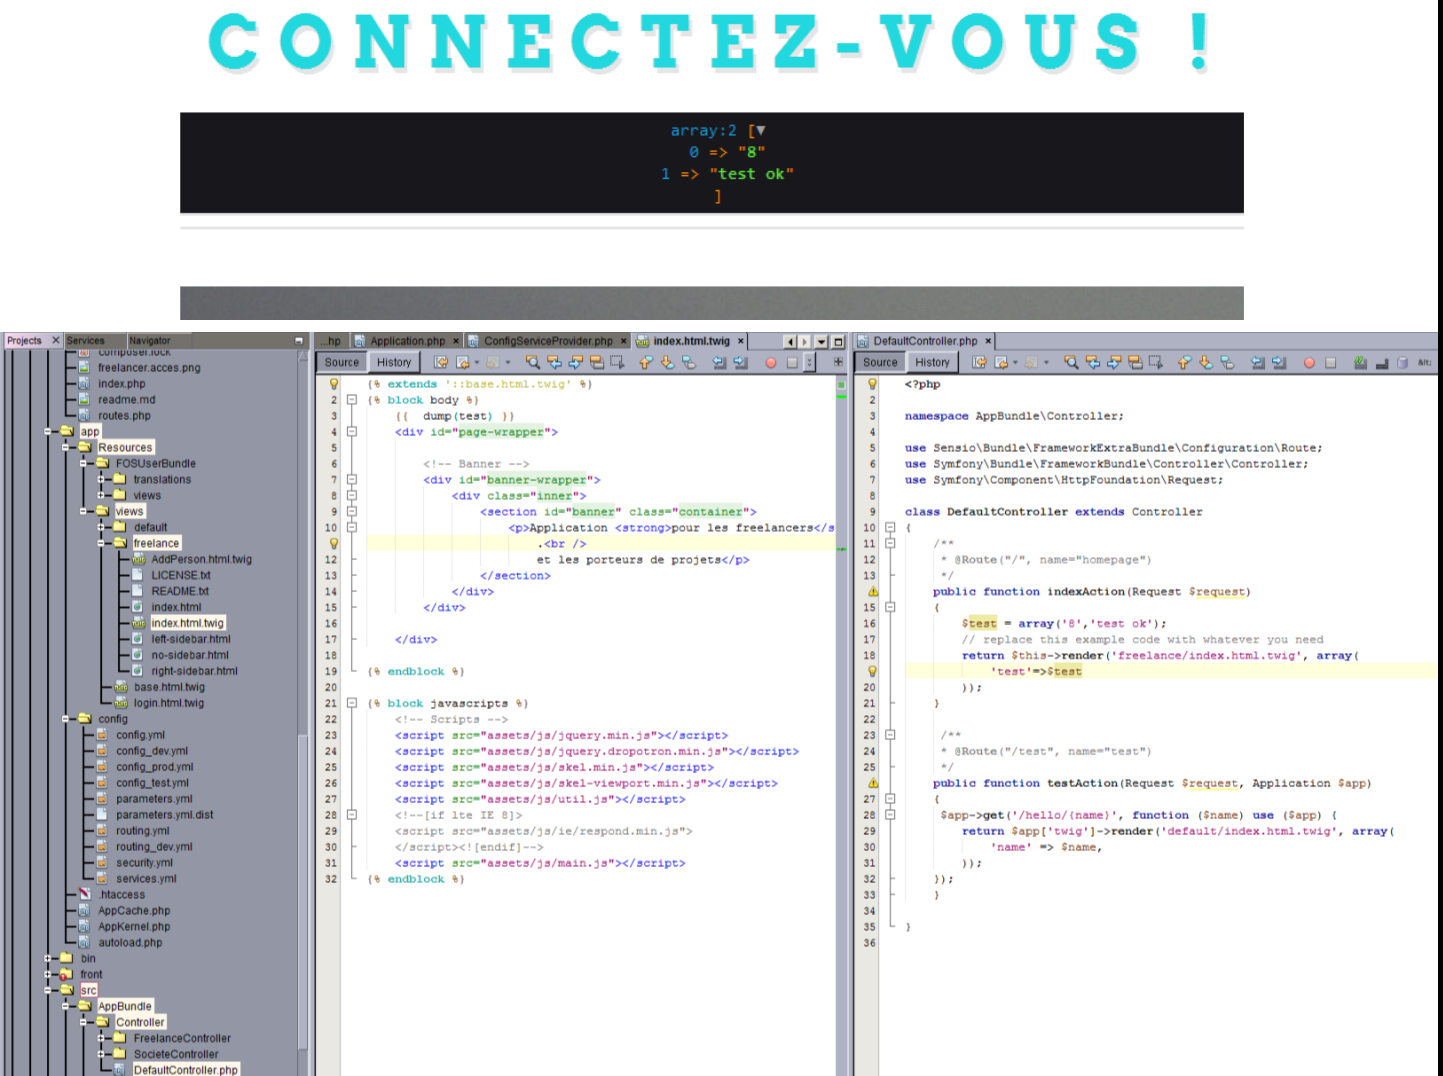 CONNECTEZ-VOUS !
array:2 [▼
0 => "8"
1 => "test ok"
]
Projects
Services
Navigator
composer.lock
freelancer.acces.png
index.php
readme.md
routes.php
app
Resources
FOSUserBundle
translations
views
views
default
freelance
AddPerson.html.twig
LICENSE.txt
README.txt
index.html
index.html.twig
left-sidebar.html
no-sidebar.html
right-sidebar.html
base.html.twig
login.html.twig
config
config.yml
config_dev.yml
config_prod.yml
config_test.yml
parameters.yml
parameters.yml.dist
routing.yml
routing_dev.yml
security.yml
services.yml
.htaccess
AppCache.php
AppKernel.php
autoload.php
bin
front
src
AppBundle
Controller
FreelanceController
SocieteController
DefaultController.php
...hp Application.php ConfigServiceProvider.php index.html.twig
Source History
{% extends '::base.html.twig' %}
2 {% block body %}
3 {{ dump(test) }}
4 <div id="page-wrapper">
5
6 <!-- Banner -->
7 <div id="banner-wrapper">
8 <div class="inner">
9 <section id="banner" class="container">
10 <p>Application <strong>pour les freelancers</s
.<br />
12 et les porteurs de projets</p>
13 </section>
14 </div>
15 </div>
16
17 </div>
18
19 {% endblock %}
20
21 {% block javascripts %}
22 <!-- Scripts -->
23 <script src="assets/js/jquery.min.js"></script>
24 <script src="assets/js/jquery.dropotron.min.js"></script>
25 <script src="assets/js/skel.min.js"></script>
26 <script src="assets/js/skel-viewport.min.js"></script>
27 <script src="assets/js/util.js"></script>
28 <!--[if lte IE 8]>
29 <script src="assets/js/ie/respond.min.js">
30 </script><![endif]-->
31 <script src="assets/js/main.js"></script>
32 {% endblock %}
DefaultController.php
Source History
&lt;
<?php
2
3 namespace AppBundle\Controller;
4
5 use Sensio\Bundle\FrameworkExtraBundle\Configuration\Route;
6 use Symfony\Bundle\FrameworkBundle\Controller\Controller;
7 use Symfony\Component\HttpFoundation\Request;
8
9 class DefaultController extends Controller
10 {
11 /**
12 * @Route("/", name="homepage")
13 */
public function indexAction(Request $request)
15 {
16 $test = array('8','test ok');
17 // replace this example code with whatever you need
18 return $this->render('freelance/index.html.twig', array(
'test'=>$test
20 ));
21 }
22
23 /**
24 * @Route("/test", name="test")
25 */
public function testAction(Request $request, Application $app)
27 {
28 $app->get('/hello/{name}', function ($name) use ($app) {
29 return $app['twig']->render('default/index.html.twig', array(
30 'name' => $name,
31 ));
32 });
33 }
34
35 }
36